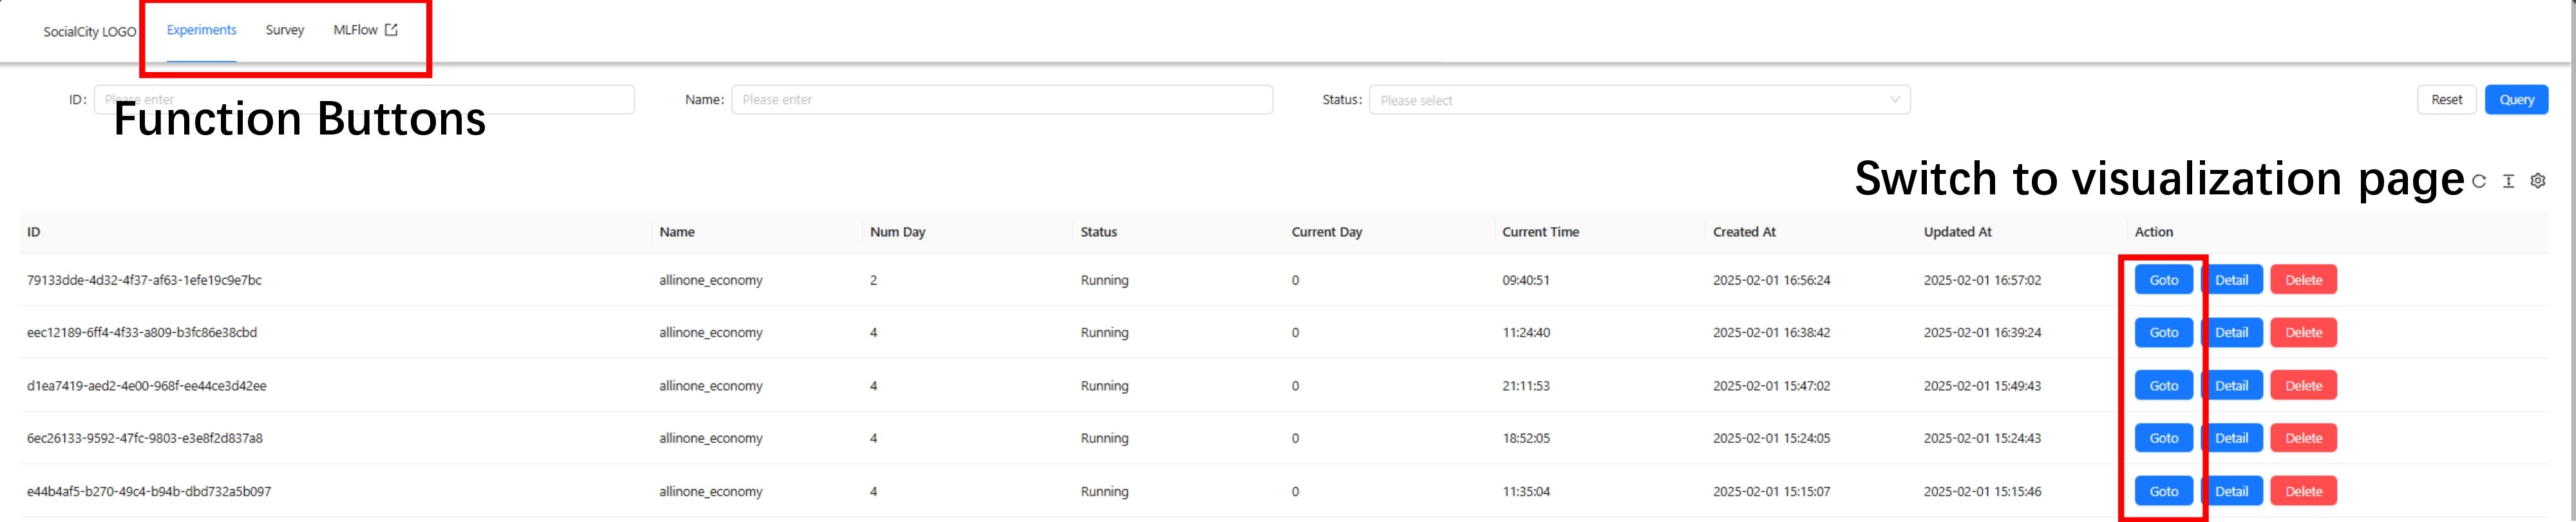 SocialCity LOGO Experiments Survey MLFlow
ID: Please enter Name: Please enter Status: Please select Reset Query
Function Buttons
Switch to visualization page
ID Name Num Day Status Current Day Current Time Created At Updated At Action
79133dde-4d32-4f37-af63-1efe19c9e7bc allinone_economy 2 Running 0 09:40:51 2025-02-01 16:56:24 2025-02-01 16:57:02 Goto Detail Delete
eec12189-6ff4-4f33-a809-b3fc86e38cbd allinone_economy 4 Running 0 11:24:40 2025-02-01 16:38:42 2025-02-01 16:39:24 Goto Detail Delete
d1ea7419-aed2-4e00-968f-ee44ce3d42ee allinone_economy 4 Running 0 21:11:53 2025-02-01 15:47:02 2025-02-01 15:49:43 Goto Detail Delete
6ec26133-9592-47fc-9803-e3e8f2d837a8 allinone_economy 4 Running 0 18:52:05 2025-02-01 15:24:05 2025-02-01 15:24:43 Goto Detail Delete
e44b4af5-b270-49c4-b94b-dbd732a5b097 allinone_economy 4 Running 0 11:35:04 2025-02-01 15:15:07 2025-02-01 15:15:46 Goto Detail Delete